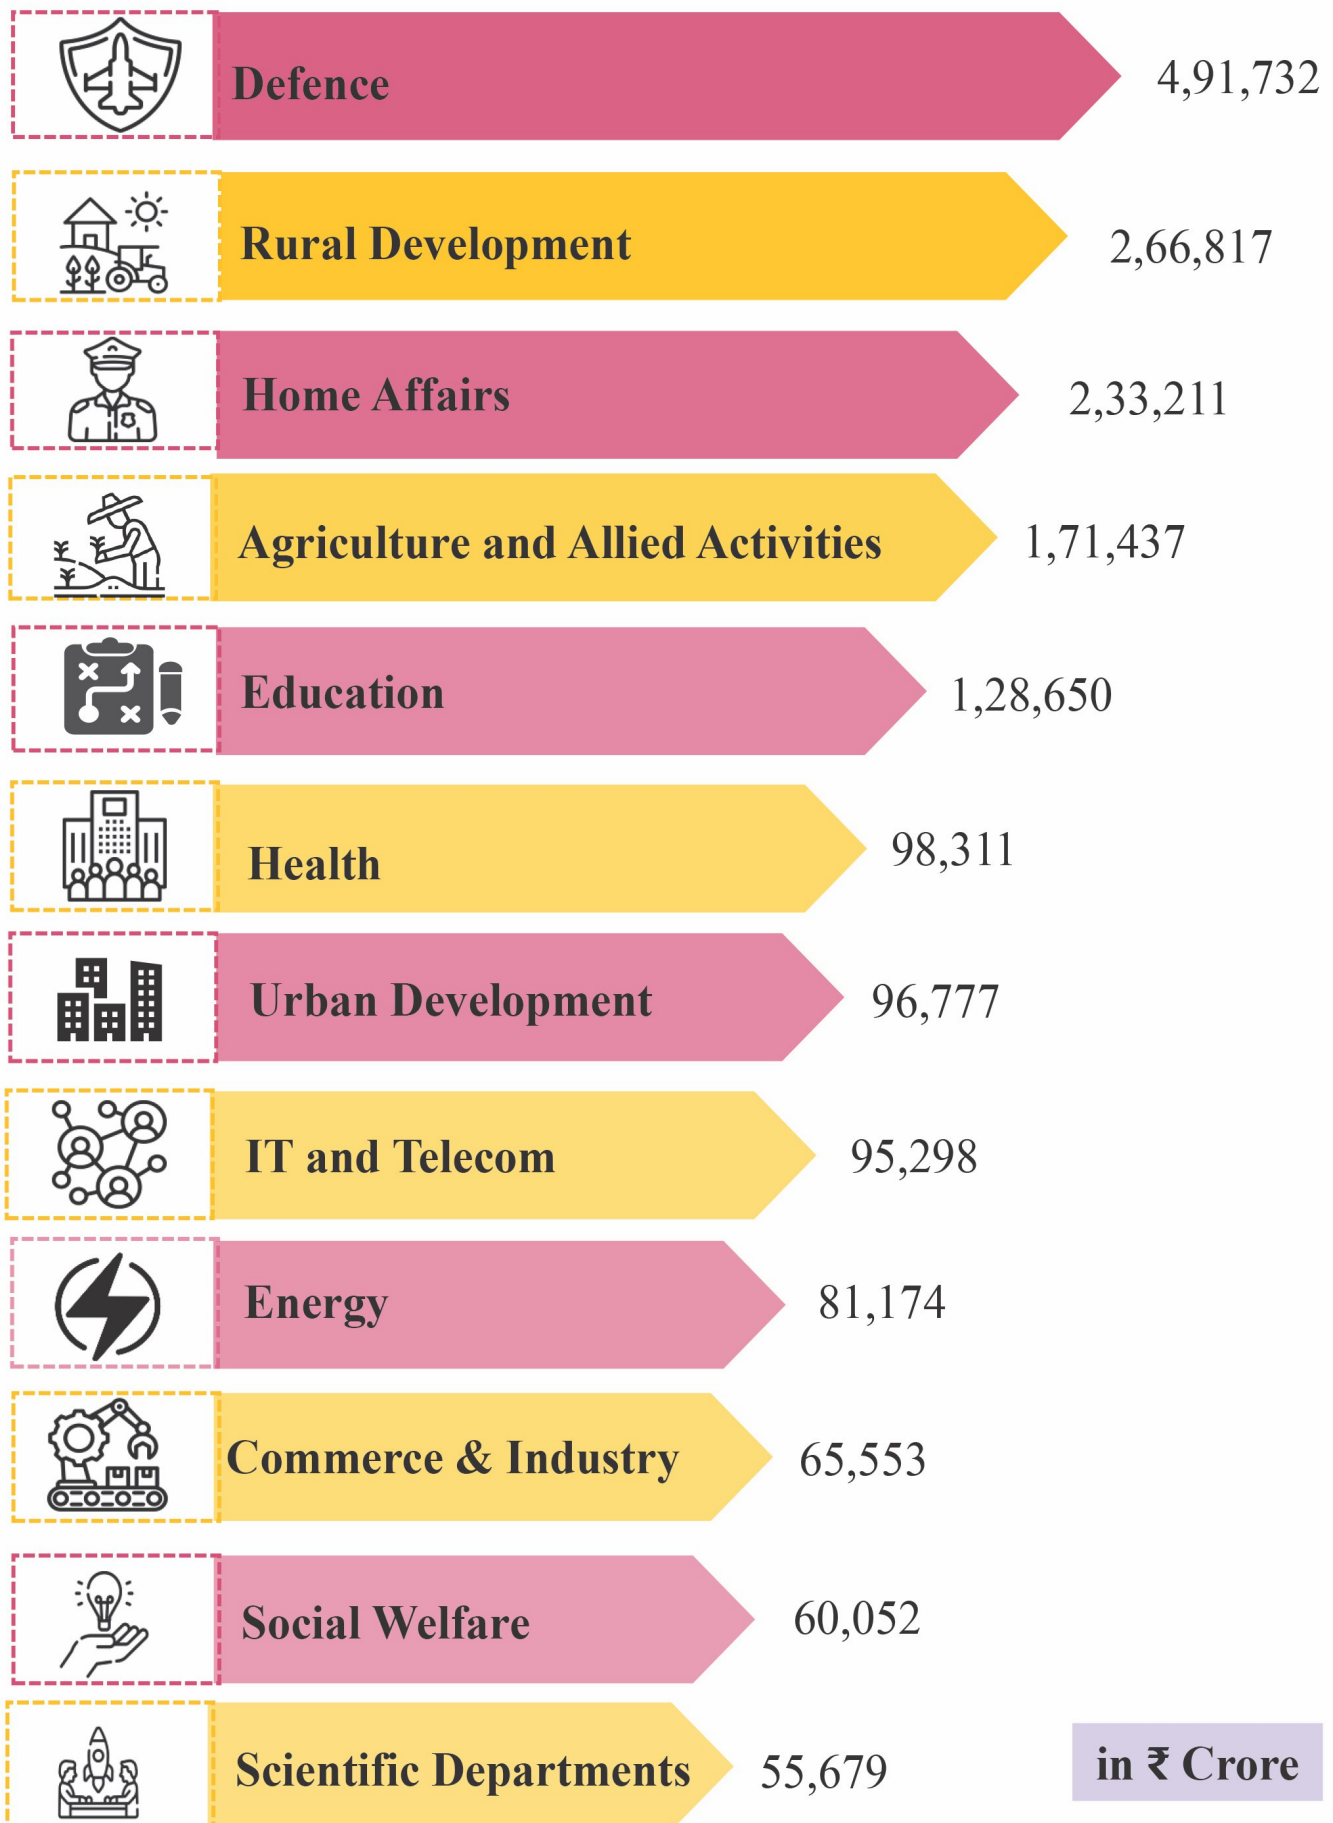 Defence
4,91,732
Rural Development
2,66,817
Home Affairs
2,33,211
Agriculture and Allied Activities
1,71,437
Education
1,28,650
Health
98,311
Urban Development
96,777
IT and Telecom
95,298
Energy
81,174
Commerce & Industry
65,553
Social Welfare
60,052
Scientific Departments
55,679
in ₹ Crore